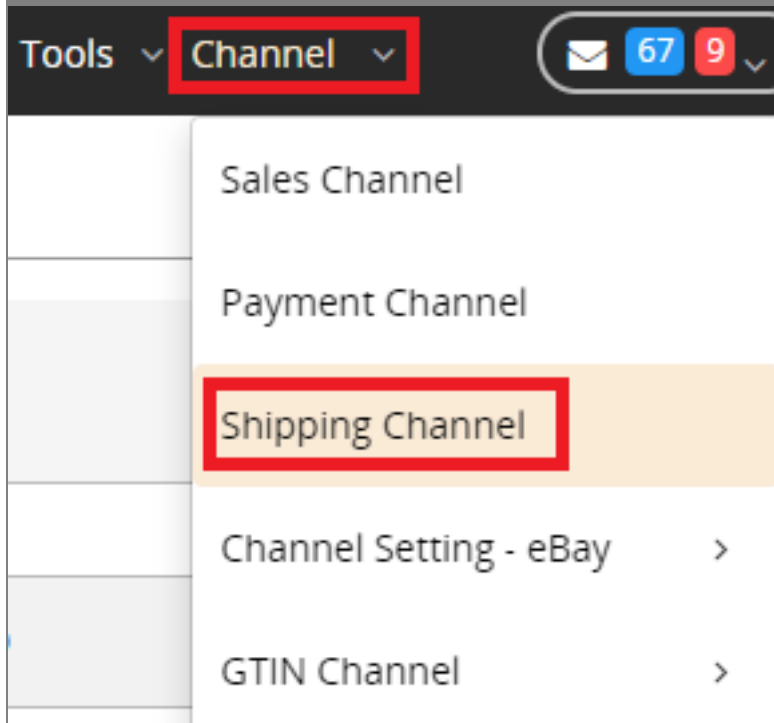 Tools Channel 67 9
Sales Channel
Payment Channel
Shipping Channel
Channel Setting - eBay
GTIN Channel